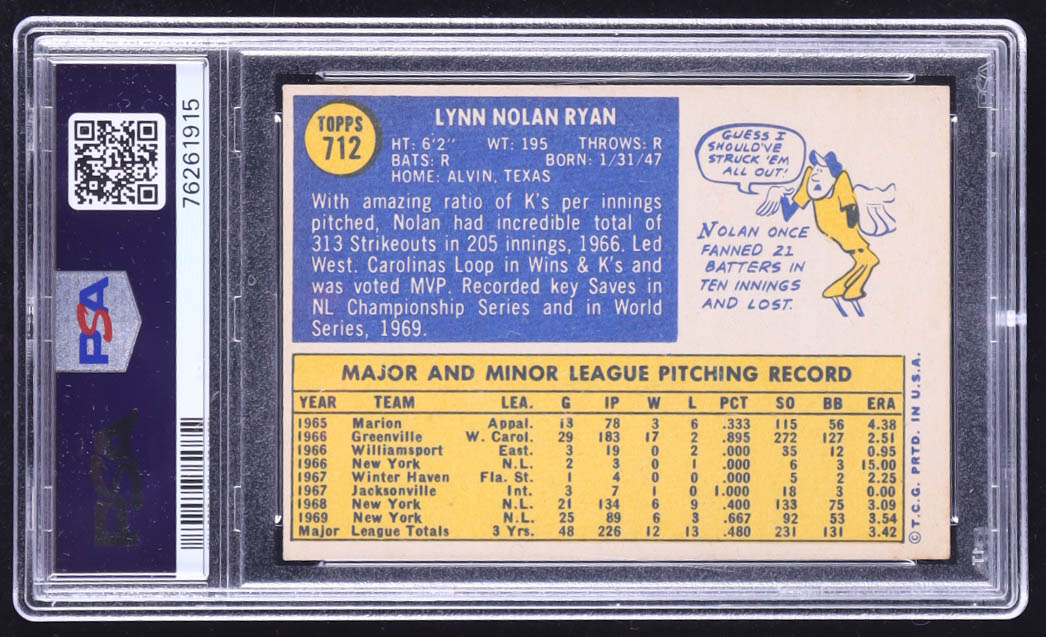 76261915
PSA
PSA
TOPPS
712
LYNN NOLAN RYAN
HT: 6'2" WT: 195 THROWS: R
BATS: R BORN: 1/31/47
HOME: ALVIN, TEXAS
With amazing ratio of K's per innings
pitched, Nolan had incredible total of
313 Strikeouts in 205 innings, 1966. Led
West. Carolinas Loop in Wins & K's and
was voted MVP. Recorded key Saves in
NL Championship Series and in World
Series, 1969.
GUESS I
SHOULD'VE
STRUCK 'EM
ALL OUT!
NOLAN ONCE
FANNED 21
BATTERS IN
TEN INNINGS
AND LOST.
MAJOR AND MINOR LEAGUE PITCHING RECORD
YEAR TEAM LEA. G IP W L PCT SO BB ERA
1965 Marion Appal. 13 78 3 6 .333 115 56 4.38
1966 Greenville W. Carol. 29 183 17 2 .895 272 127 2.51
1966 Williamsport East. 3 19 0 2 .000 35 12 0.95
1966 New York N.L. 2 3 0 1 .000 6 3 15.00
1967 Winter Haven Fla. St. 1 4 0 0 .000 5 2 2.25
1967 Jacksonville Int. 3 7 1 0 1.000 18 3 0.00
1968 New York N.L. 21 134 6 9 .400 133 75 3.09
1969 New York N.L. 25 89 6 3 .667 92 53 3.54
Major League Totals 3 Yrs. 48 226 12 13 .480 231 131 3.42
© T.C.G. PRTD. IN U.S.A.